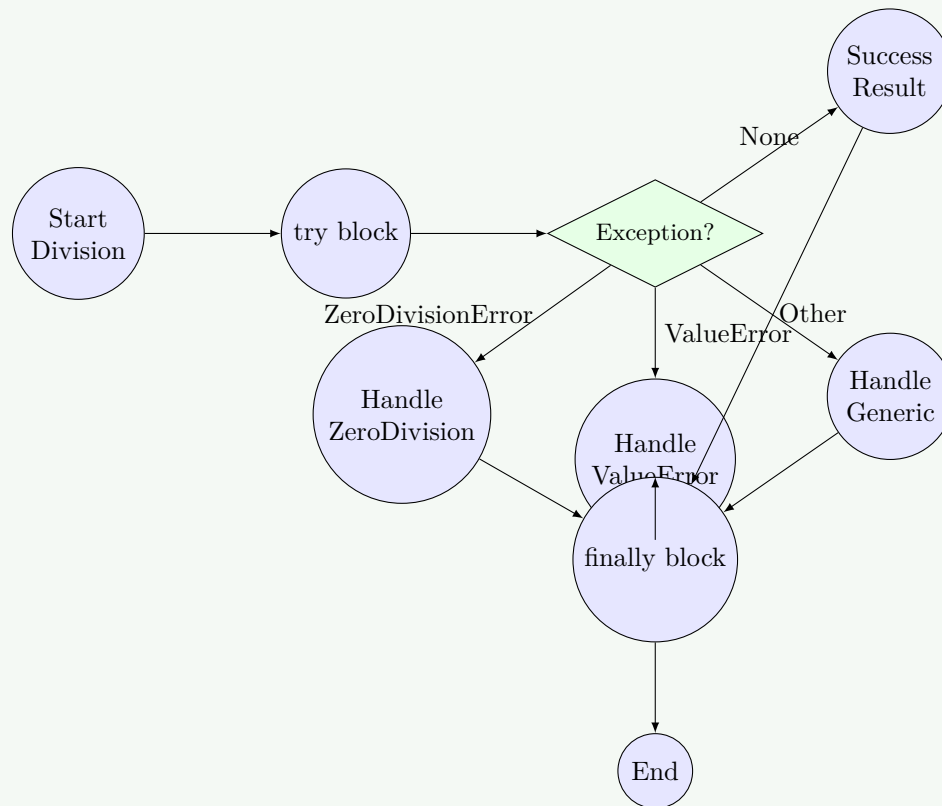 Success
Result
None
Start
Division
try block
Exception?
ZeroDivisionError
Other
ValueError
Handle
ZeroDivision
Handle
Generic
Handle
ValueError
finally block
End